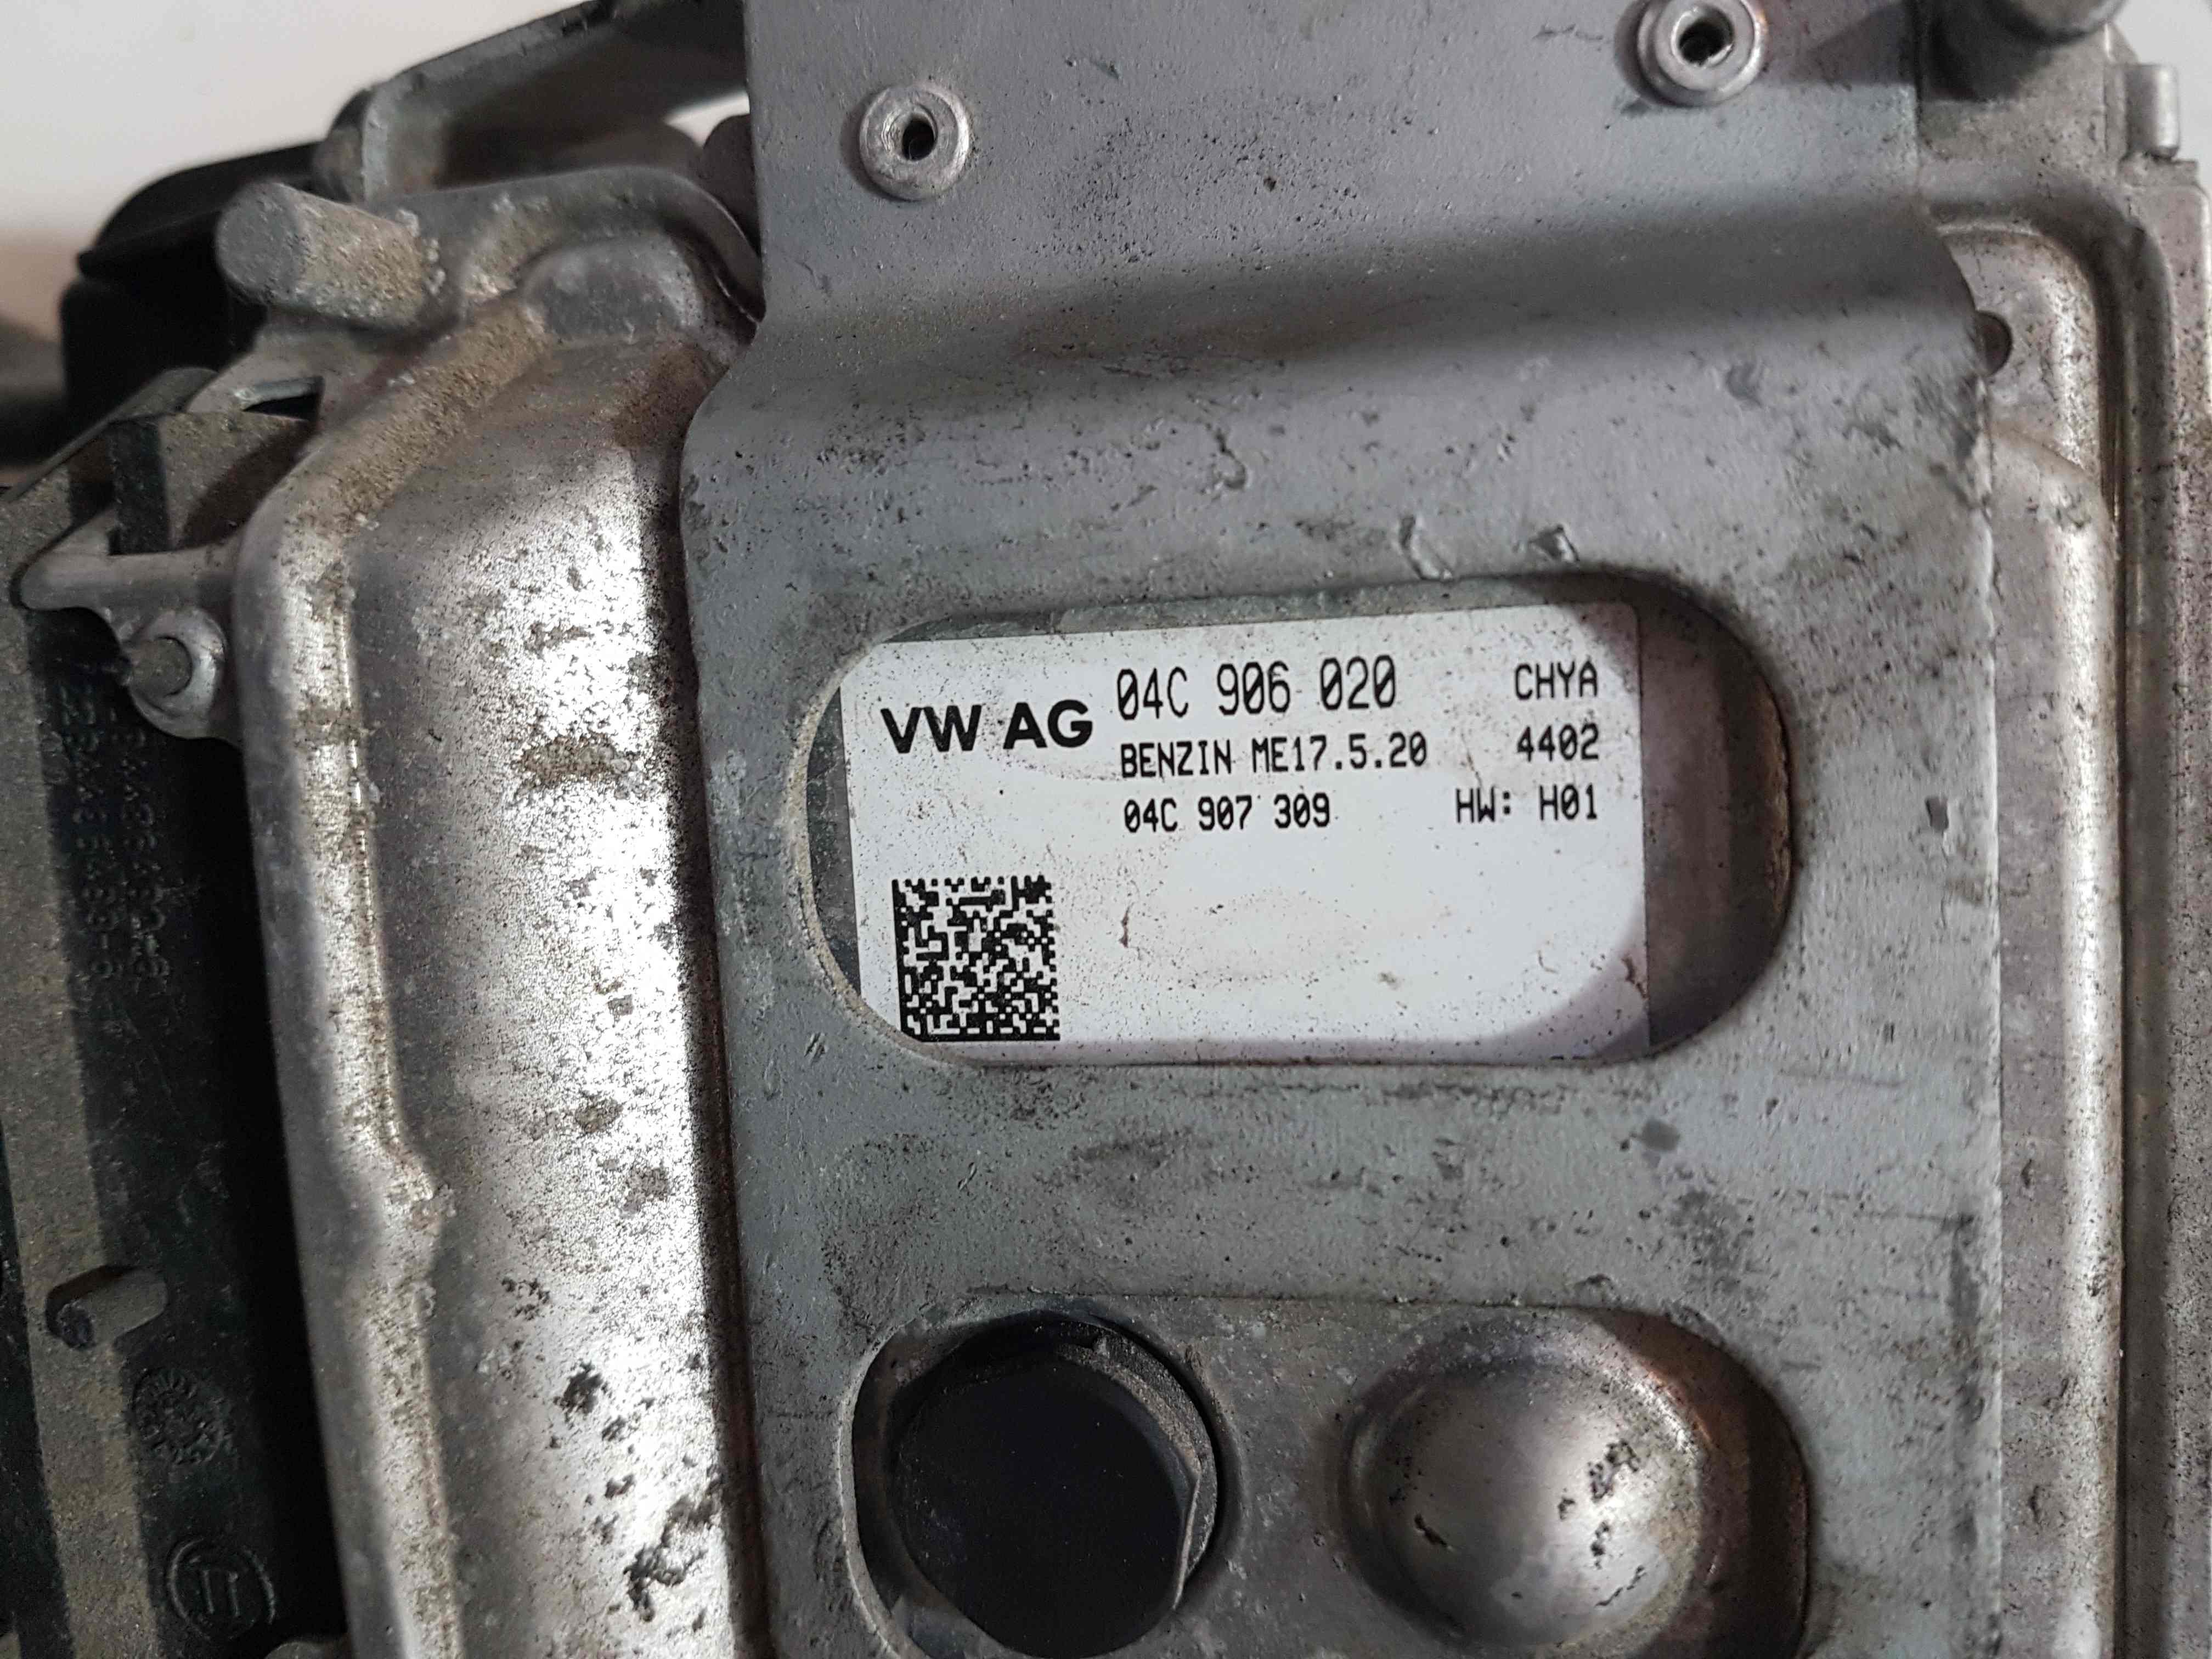 VW AG 04C 906 020 CHYA
BENZIN ME17.5.20 4402
04C 907 309 HW: H01